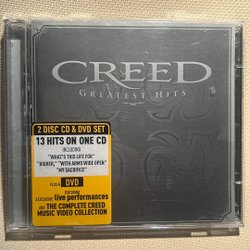 CREED
GREATEST HITS
2 DISC CD & DVD SET
13 HITS ON ONE CD
INCLUDING
"WHAT'S THIS LIFE FOR"
"HIGHER," "WITH ARMS WIDE OPEN"
"MY SACRIFICE"
PLUS DVD
FEATURING
EXCLUSIVE live performances
AND THE COMPLETE CREED
MUSIC VIDEO COLLECTION